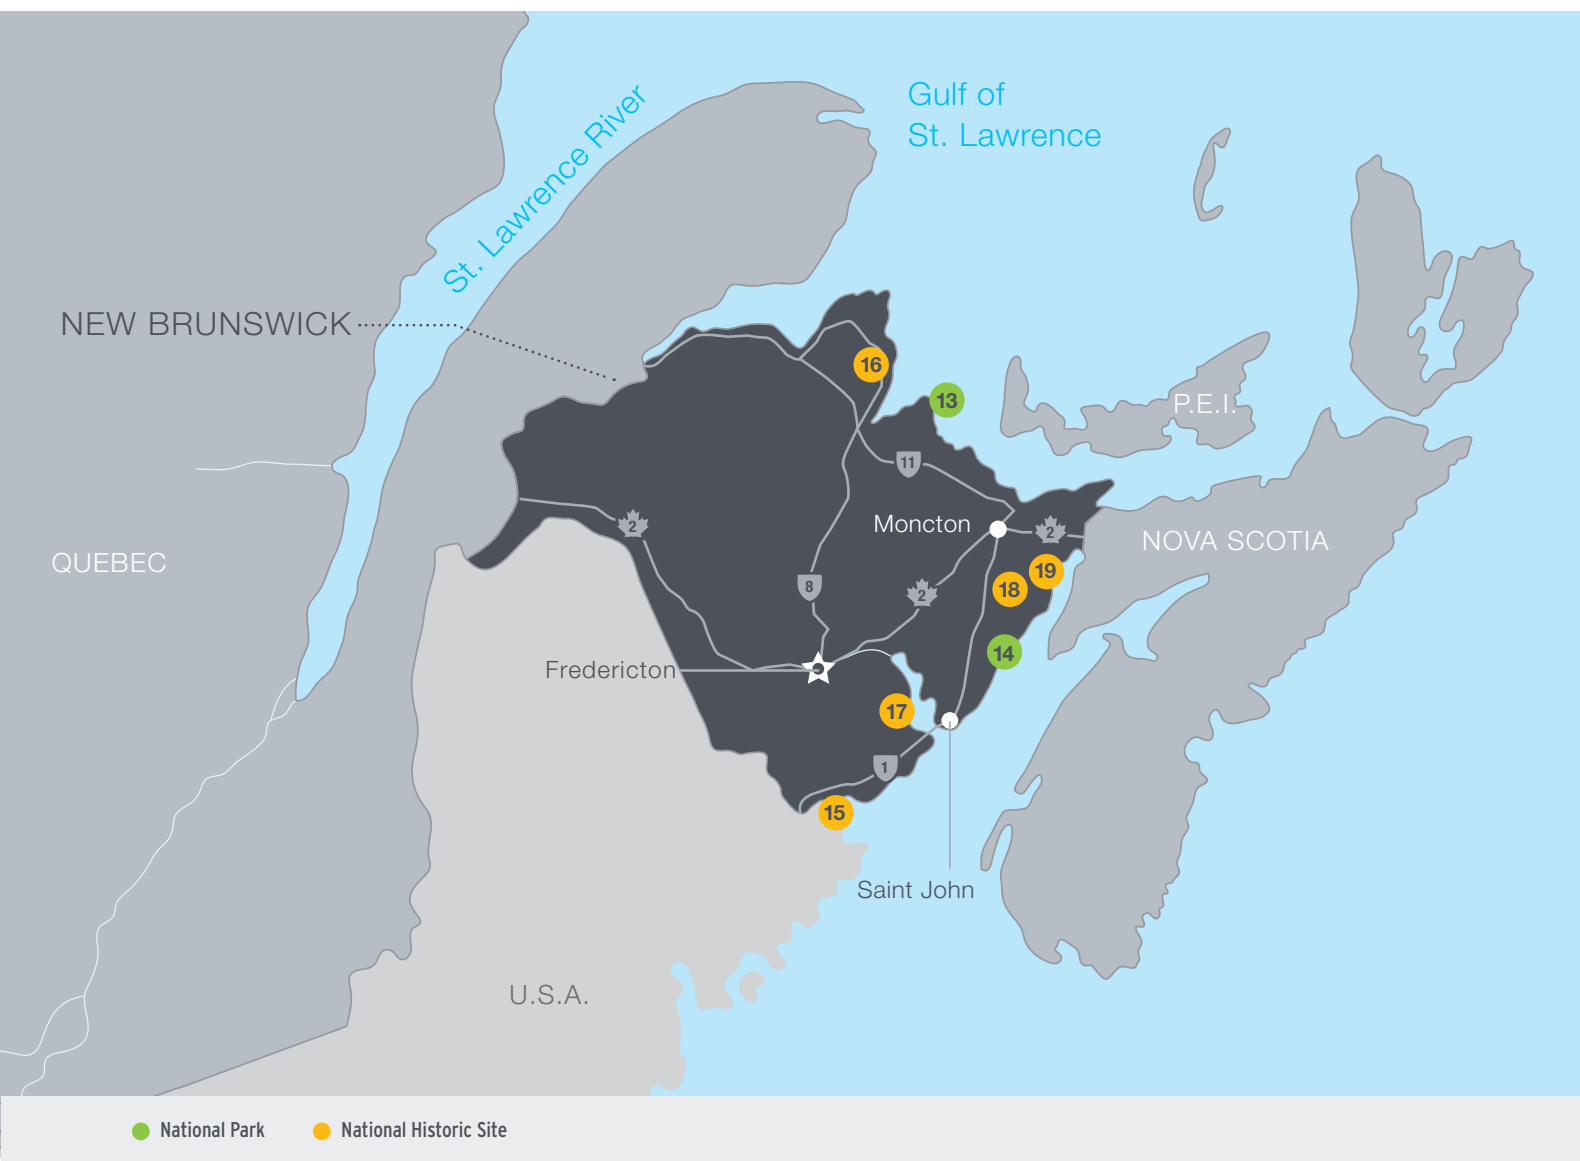 Gulf of
St. Lawrence
St. Lawrence River
NEW BRUNSWICK
16
13
P.E.I.
11
Moncton
2
2
NOVA SCOTIA
QUEBEC
19
18
8
2
14
Fredericton
17
1
15
Saint John
U.S.A.
National Park
National Historic Site